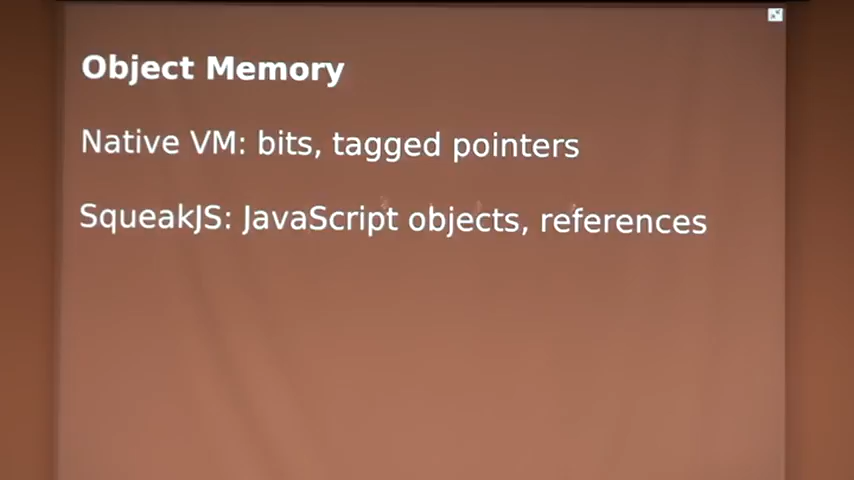 Object Memory
Native VM: bits, tagged pointers
SqueakJS: JavaScript objects, references